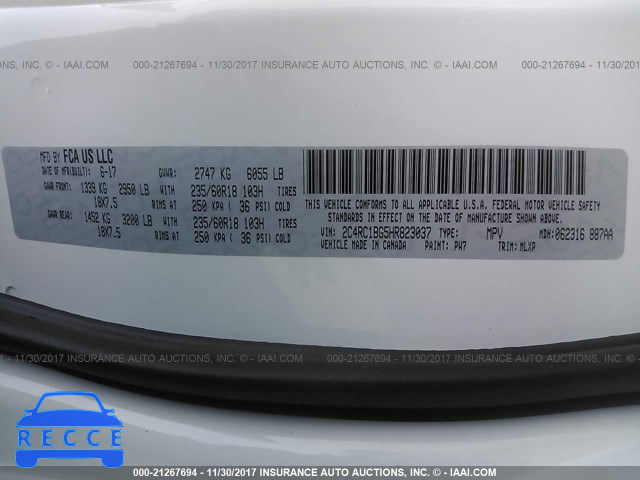 - IAAI.COM 000-21267694 - 11/30/2017 INSURANCE AUTO AUCTIONS, INC. - © IAAI.COM 000-21267694 - 11/30/2017
MFD BY FCA US LLC
DATE OF MFR(BUILT): 6-17 GVWR: 2747 KG 6055 LB
GAWR FRONT: 1339 KG 2950 LB WITH 235/60R18 103H TIRES
18X7.5 RIMS AT 250 KPA ( 36 PSI) COLD
GAWR REAR: 1452 KG 3200 LB WITH 235/60R18 103H TIRES
18X7.5 RIMS AT 250 KPA ( 36 PSI) COLD
THIS VEHICLE CONFORMS TO ALL APPLICABLE U.S.A. FEDERAL MOTOR VEHICLE SAFETY
STANDARDS IN EFFECT ON THE DATE OF MANUFACTURE SHOWN ABOVE.
VIN: 2C4RC1BG5HR823037 TYPE: MPV MDH: 062316 887AA
VEHICLE MADE IN CANADA PAINT: PW7 TRIM: MLXP
11/30/2017 INSURANCE AUTO AUCTIONS, INC. - © IAAI.COM 000-21267694 - 11/30/2017 INSURANCE AUTO AUCTIONS,
RECCE
000-21267694 - 11/30/2017 INSURANCE AUTO AUCTIONS, INC. - © IAAI.COM